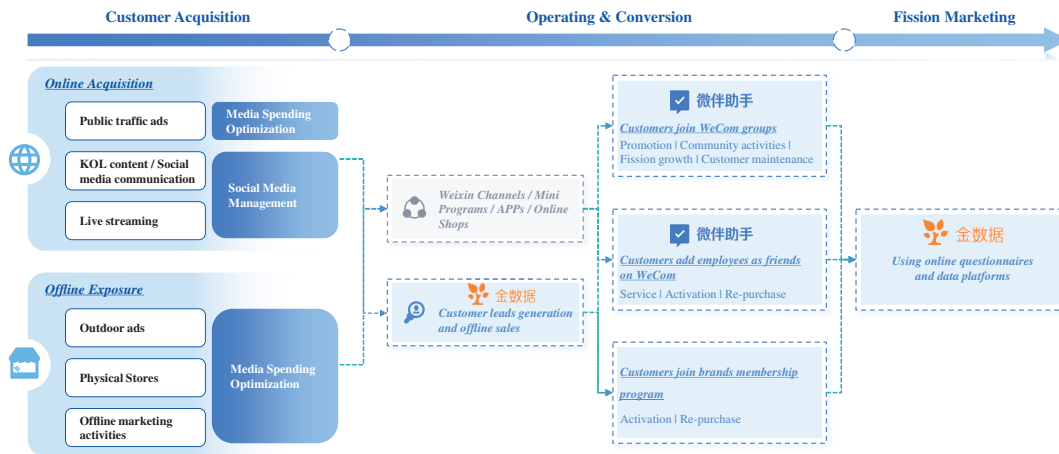 Customer Acquisition
Operating & Conversion
Fission Marketing
Online Acquisition
Public traffic ads
Media Spending
Optimization
KOL content / Social
media communication
Live streaming
Social Media
Management
Offline Exposure
Outdoor ads
Physical Stores
Offline marketing
activities
Media Spending
Optimization
Weixin Channels / Mini
Programs / APPs / Online
Shops
金数据
Customer leads generation
and offline sales
微伴助手
Customers join WeCom groups
Promotion | Community activities |
Fission growth | Customer maintenance
微伴助手
Customers add employees as friends
on WeCom
Service | Activation | Re-purchase
Customers join brands membership
program
Activation | Re-purchase
金数据
Using online questionnaires
and data platforms